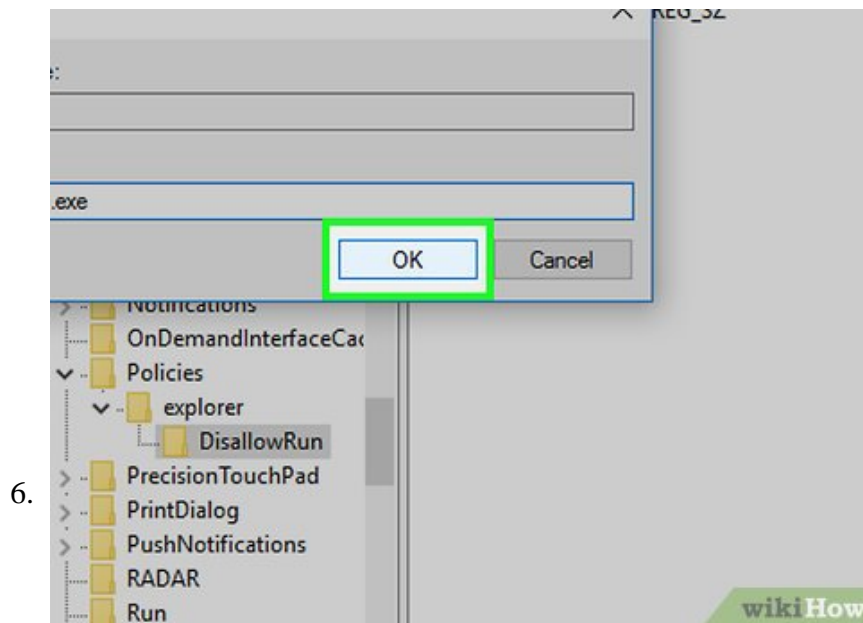 REG_SZ
e:
.exe
OK
Cancel
Notifications
OnDemandInterfaceCac
Policies
explorer
DisallowRun
6.
PrecisionTouchPad
PrintDialog
PushNotifications
RADAR
Run
wikiHow